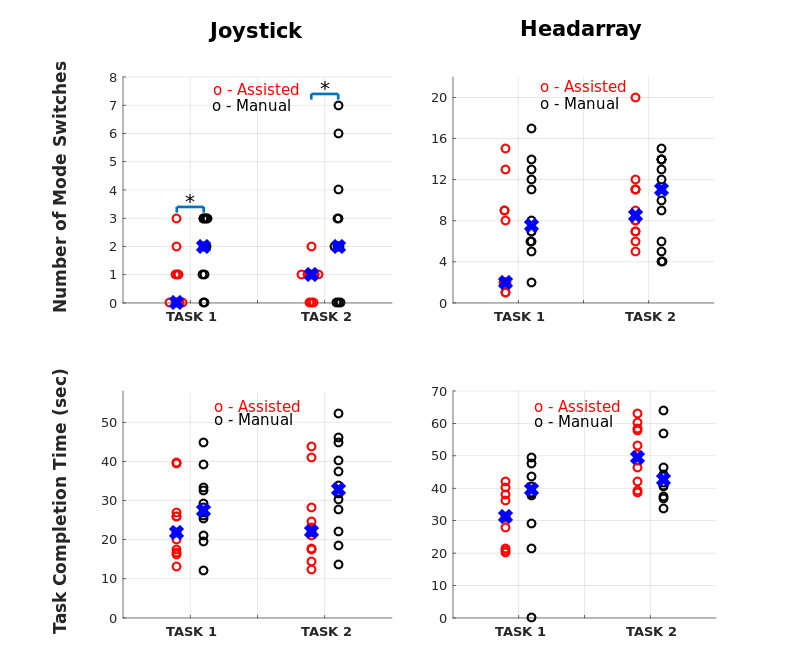 Joystick
Headarray
Number of Mode Switches
8
7
6
5
4
3
2
1
0
o - Assisted
o - Manual
*
*
TASK 1
TASK 2
20
16
12
8
4
0
o - Assisted
o - Manual
TASK 1
TASK 2
Task Completion Time (sec)
50
40
30
20
10
0
o - Assisted
o - Manual
TASK 1
TASK 2
70
60
50
40
30
20
10
0
o - Assisted
o - Manual
TASK 1
TASK 2